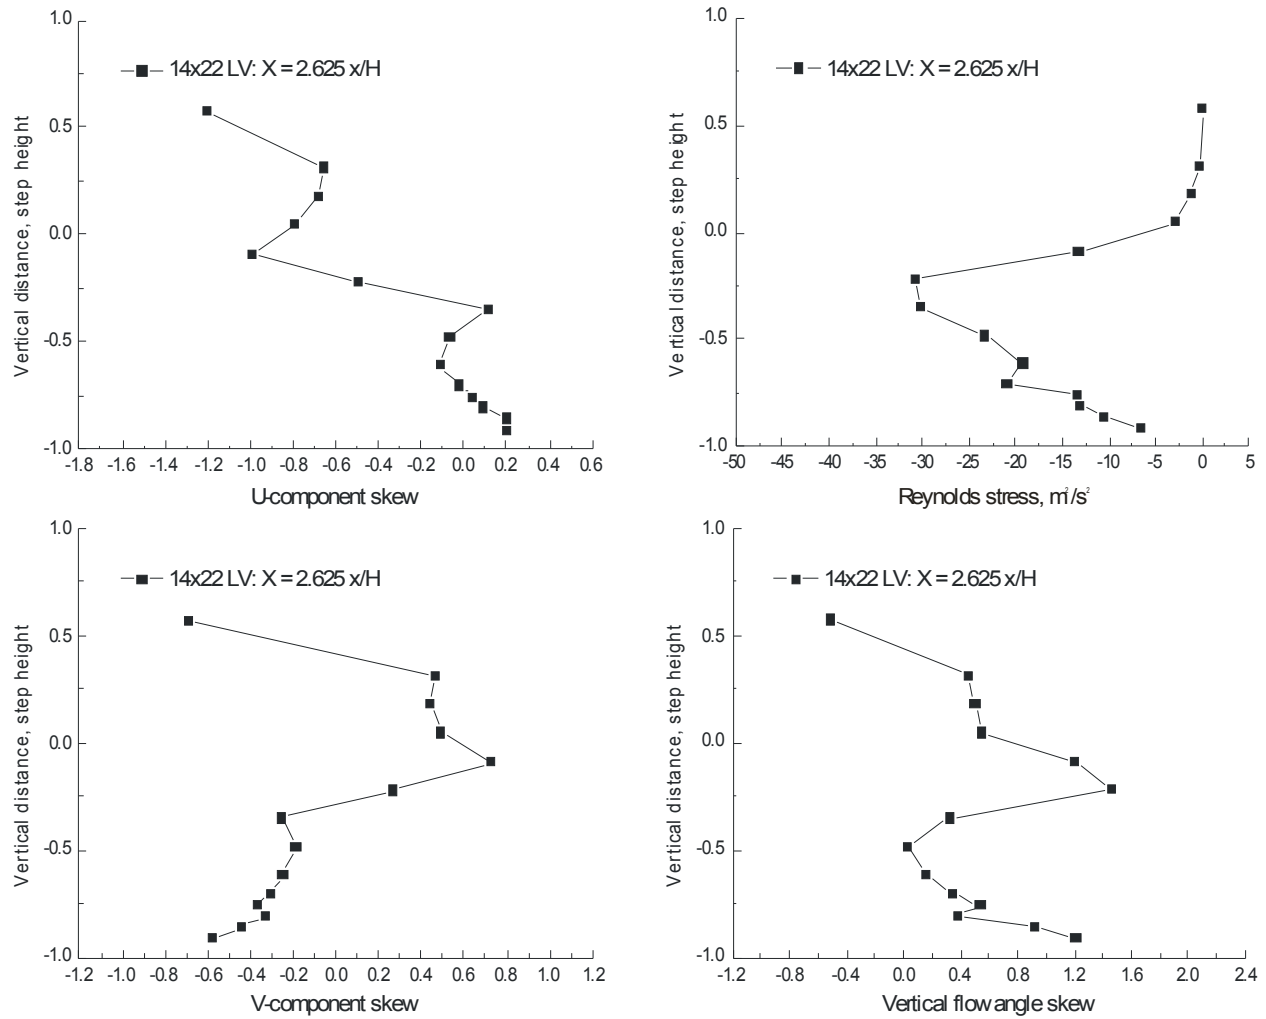 1.0
14x22 LV: X = 2.625 x/H
0.5
0.0
-0.5
-1.0
Vertical distance, step height
-1.8 -1.6 -1.4 -1.2 -1.0 -0.8 -0.6 -0.4 -0.2 0.0 0.2 0.4 0.6
U-component skew
1.0
14x22 LV: X = 2.625 x/H
0.5
0.0
-0.5
-1.0
Vertical distance, step height
-50 -45 -40 -35 -30 -25 -20 -15 -10 -5 0 5
Reynolds stress, m²/s²
1.0
14x22 LV: X = 2.625 x/H
0.5
0.0
-0.5
-1.0
Vertical distance, step height
-1.2 -1.0 -0.8 -0.6 -0.4 -0.2 0.0 0.2 0.4 0.6 0.8 1.0 1.2
V-component skew
1.0
14x22 LV: X = 2.625 x/H
0.5
0.0
-0.5
-1.0
Vertical distance, step height
-1.2 -0.8 -0.4 0.0 0.4 0.8 1.2 1.6 2.0 2.4
Vertical flow angle skew